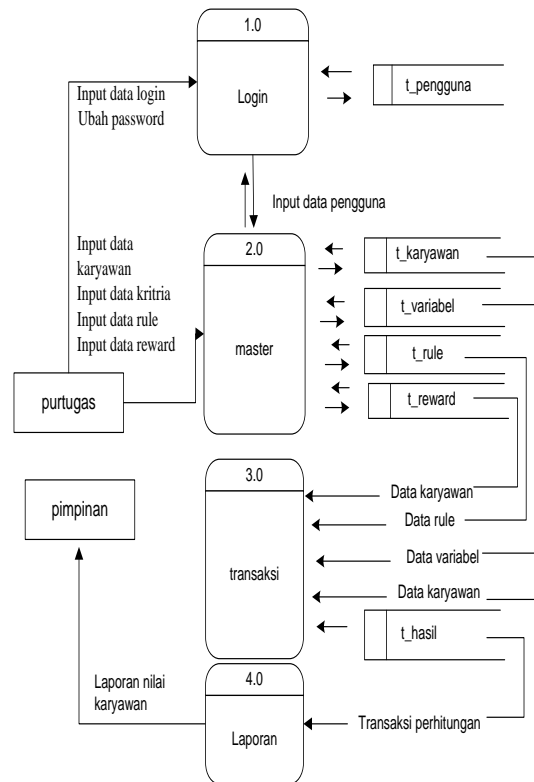 1.0
Login
t_pengguna
Input data login
Ubah password
Input data pengguna
2.0
master
Input data
karyawan
Input data kritria
Input data rule
Input data reward
t_karyawan
t_variabel
t_rule
t_reward
purtugas
pimpinan
3.0
transaksi
Data karyawan
Data rule
Data variabel
Data karyawan
t_hasil
4.0
Laporan
Laporan nilai
karyawan
Transaksi perhitungan